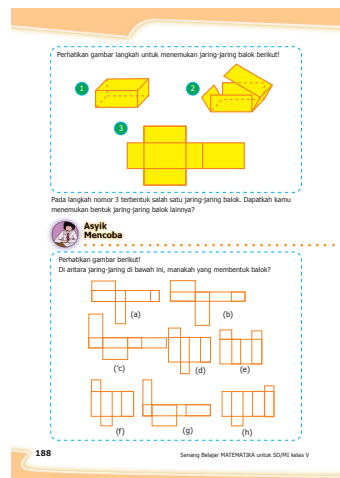 Perhatikan gambar langkah untuk menemukan jaring-jaring balok berikut!
1
2
3
Pada langkah nomor 3 terbentuk salah satu jaring-jaring balok. Dapatkah kamu
menemukan bentuk jaring-jaring balok lainnya?
Asyik
Mencoba
Perhatikan gambar berikut!
Di antara jaring-jaring di bawah ini, manakah yang membentuk balok?
(a)
(b)
('c)
(d)
(e)
(f)
(g)
(h)
188
Senang Belajar MATEMATIKA untuk SD/MI kelas V